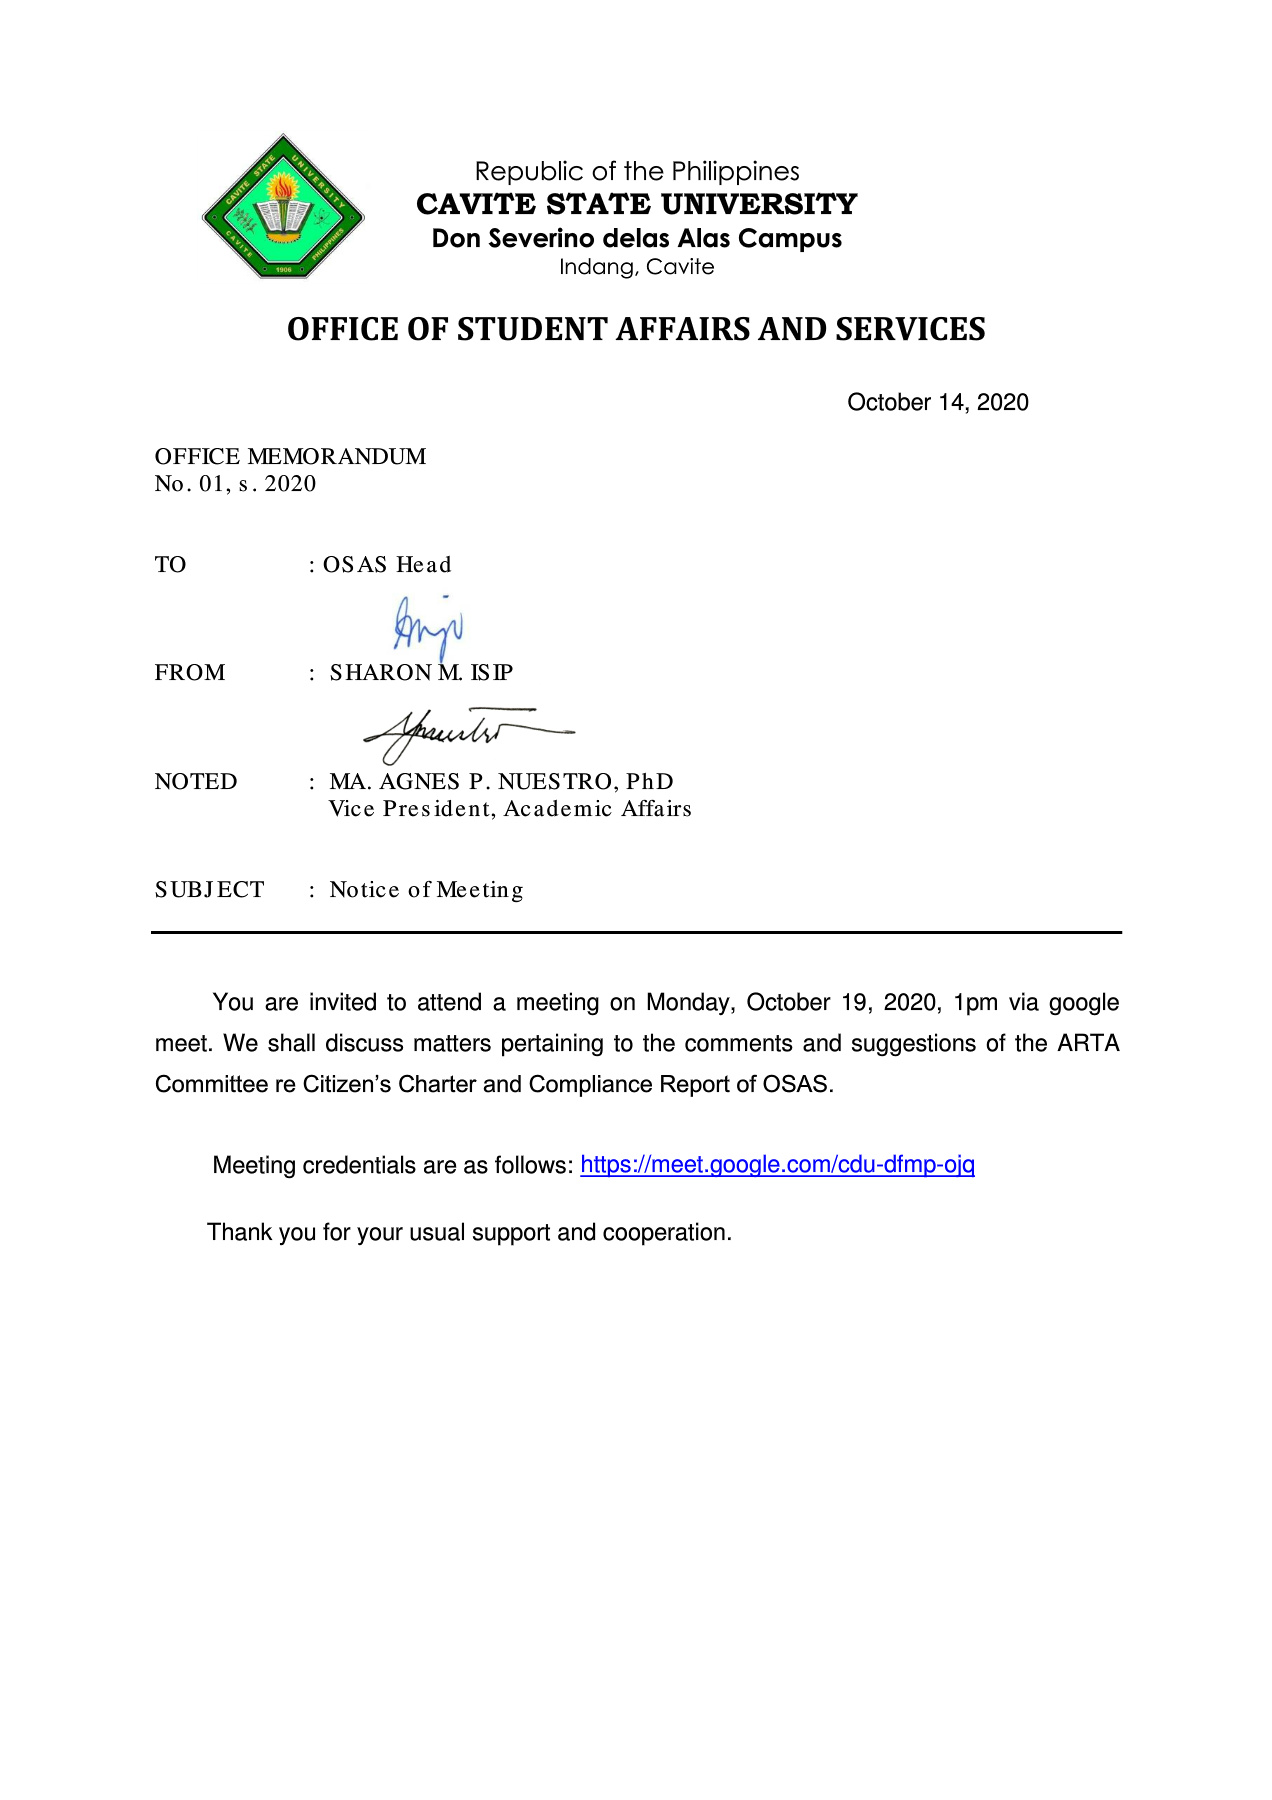 CAVITE STATE UNIVERSITY
CAVITE PHILIPPINES
1906
Republic of the Philippines
CAVITE STATE UNIVERSITY
Don Severino delas Alas Campus
Indang, Cavite
OFFICE OF STUDENT AFFAIRS AND SERVICES
October 14, 2020
OFFICE MEMORANDUM
No. 01, s. 2020
TO : OSAS Head
FROM : SHARON M. ISIP
NOTED : MA. AGNES P. NUESTRO, PhD
Vice President, Academic Affairs
SUBJECT : Notice of Meeting
You are invited to attend a meeting on Monday, October 19, 2020, 1pm via google
meet. We shall discuss matters pertaining to the comments and suggestions of the ARTA
Committee re Citizen’s Charter and Compliance Report of OSAS.
Meeting credentials are as follows: https://meet.google.com/cdu-dfmp-ojq
Thank you for your usual support and cooperation.